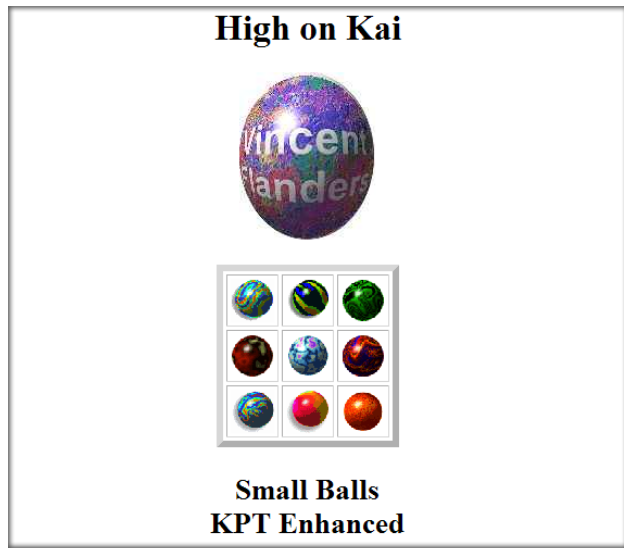 High on Kai
Vincent
Flanders
Small Balls
KPT Enhanced